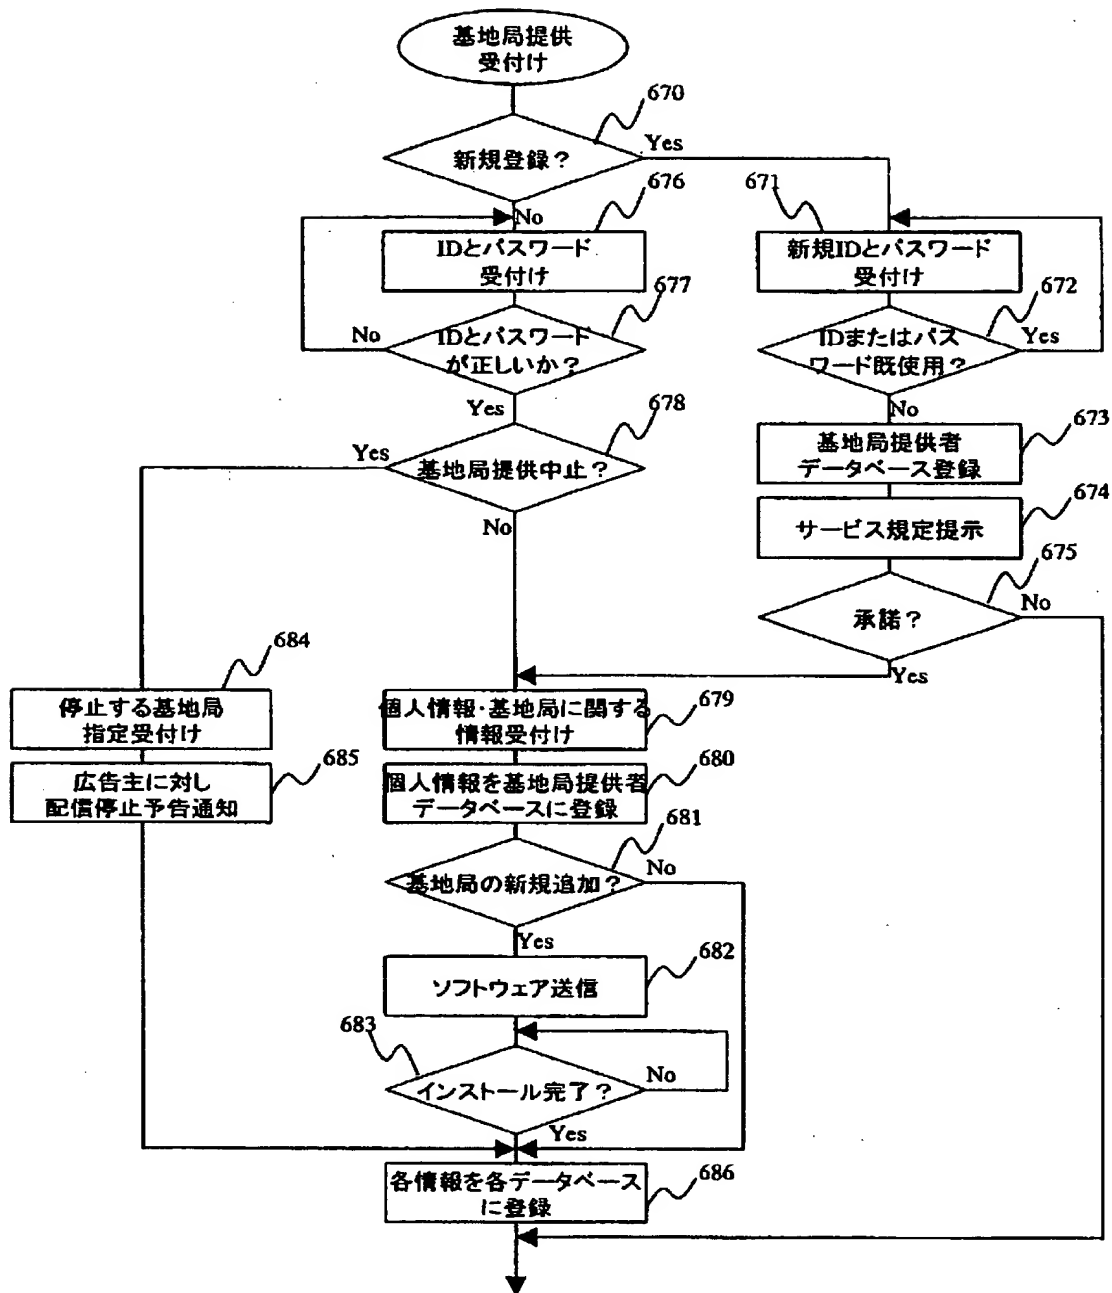 基地局提供
受付け
670
新規登録?
Yes
No
676
IDとパスワード
受付け
677
IDとパスワード
が正しいか?
No
Yes
671
新規IDとパスワード
受付け
672
IDまたはパス
ワード既使用?
Yes
No
673
基地局提供者
データベース登録
674
サービス規定提示
675
承諾?
No
Yes
678
基地局提供中止?
Yes
No
684
停止する基地局
指定受付け
685
広告主に対し
配信停止予告通知
679
個人情報・基地局に関する
情報受付け
680
個人情報を基地局提供者
データベースに登録
681
基地局の新規追加?
No
Yes
682
ソフトウェア送信
683
インストール完了?
No
Yes
686
各情報を各データベース
に登録